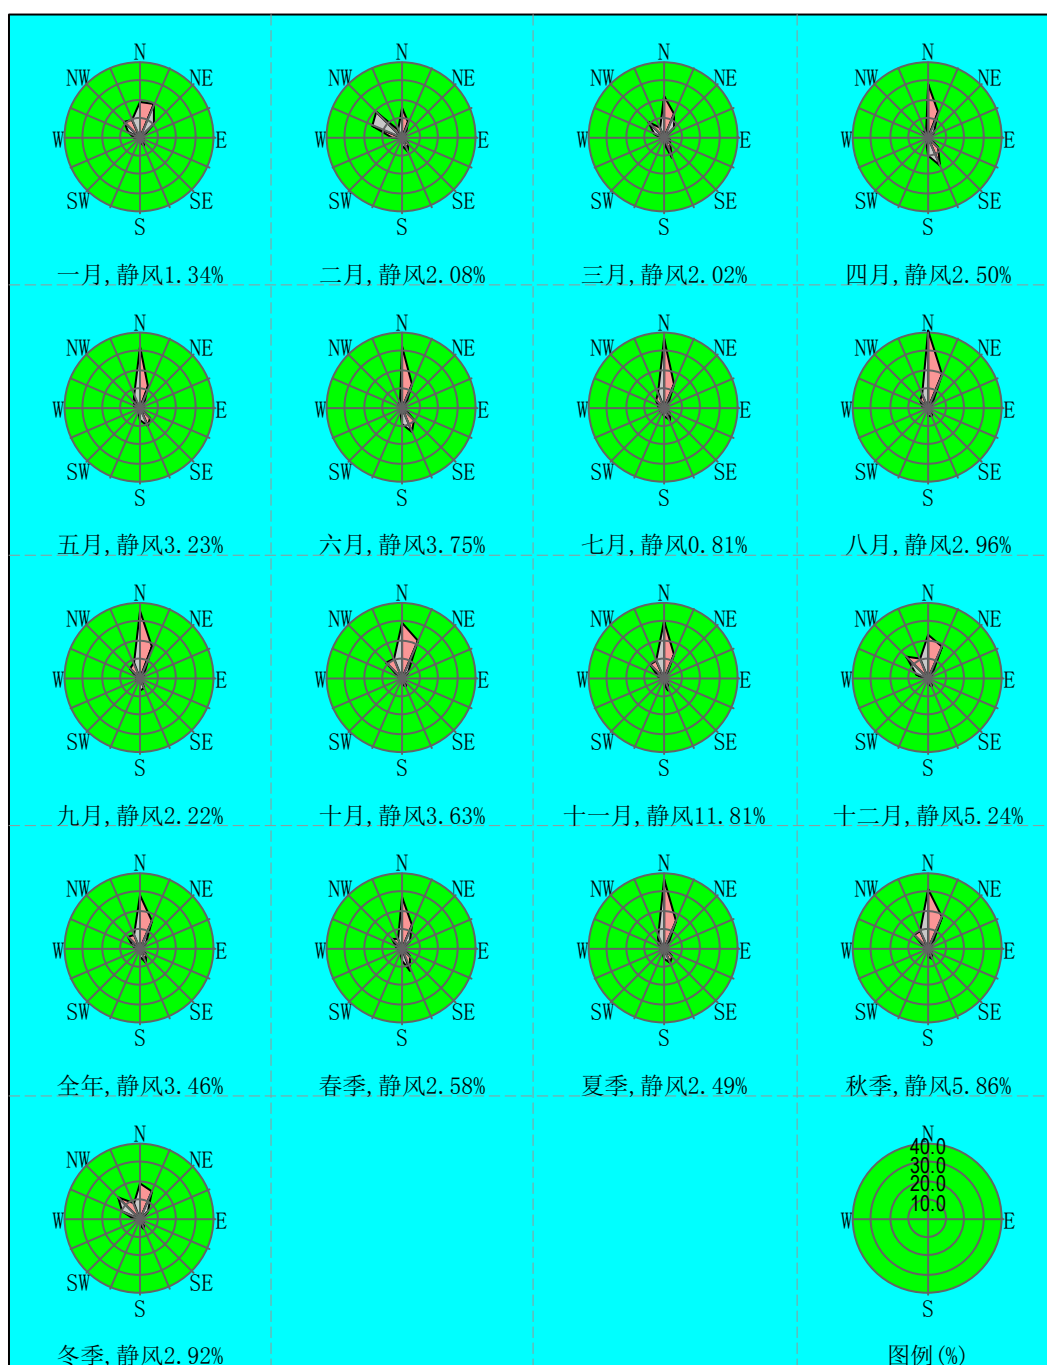 N N N N
NW NE NW NE NW NE NW NE
W E W E W E W E
SW SE SW SE SW SE SW SE
S S S S
一月,静风1.34% 二月,静风2.08% 三月,静风2.02% 四月,静风2.50%
N N N N
NW NE NW NE NW NE NW NE
W E W E W E W E
SW SE SW SE SW SE SW SE
S S S S
五月,静风3.23% 六月,静风3.75% 七月,静风0.81% 八月,静风2.96%
N N N N
NW NE NW NE NW NE NW NE
W E W E W E W E
SW SE SW SE SW SE SW SE
S S S S
九月,静风2.22% 十月,静风3.63% 十一月,静风11.81% 十二月,静风5.24%
N N N N
NW NE NW NE NW NE NW NE
W E W E W E W E
SW SE SW SE SW SE SW SE
S S S S
全年,静风3.46% 春季,静风2.58% 夏季,静风2.49% 秋季,静风5.86%
N N
40.0
NW NE 30.0
20.0
10.0
W E W E
SW SE
S S
冬季,静风2.92% 图例(%)